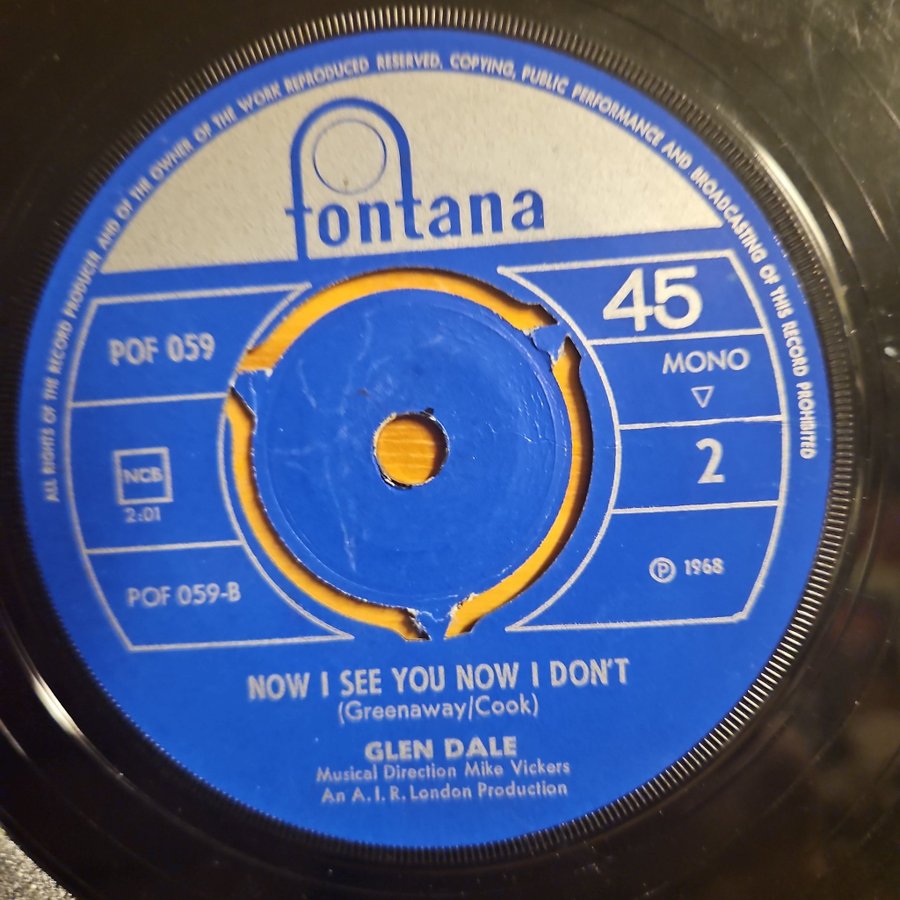 ALL RIGHTS OF THE RECORD PRODUCER AND OF THE OWNER OF THE WORK REPRODUCED RESERVED. COPYING, PUBLIC PERFORMANCE AND BROADCASTING OF THIS RECORD PROHIBITED
fontana
POF 059
45
MONO
2
NCB
2:01
POF 059-B
Ⓟ 1968
NOW I SEE YOU NOW I DON'T
(Greenaway/Cook)
GLEN DALE
Musical Direction Mike Vickers
An A.I.R. London Production